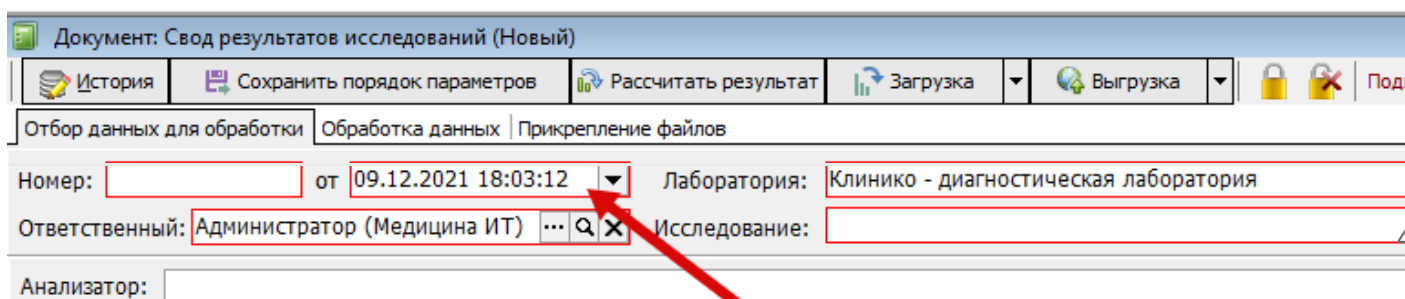 Документ: Свод результатов исследований (Новый)
История Сохранить порядок параметров Рассчитать результат Загрузка Выгрузка
Отбор данных для обработки Обработка данных Прикрепление файлов
Номер: от 09.12.2021 18:03:12 Лаборатория: Клинико - диагностическая лаборатория
Ответственный: Администратор (Медицина ИТ) ... Исследование:
Анализатор: